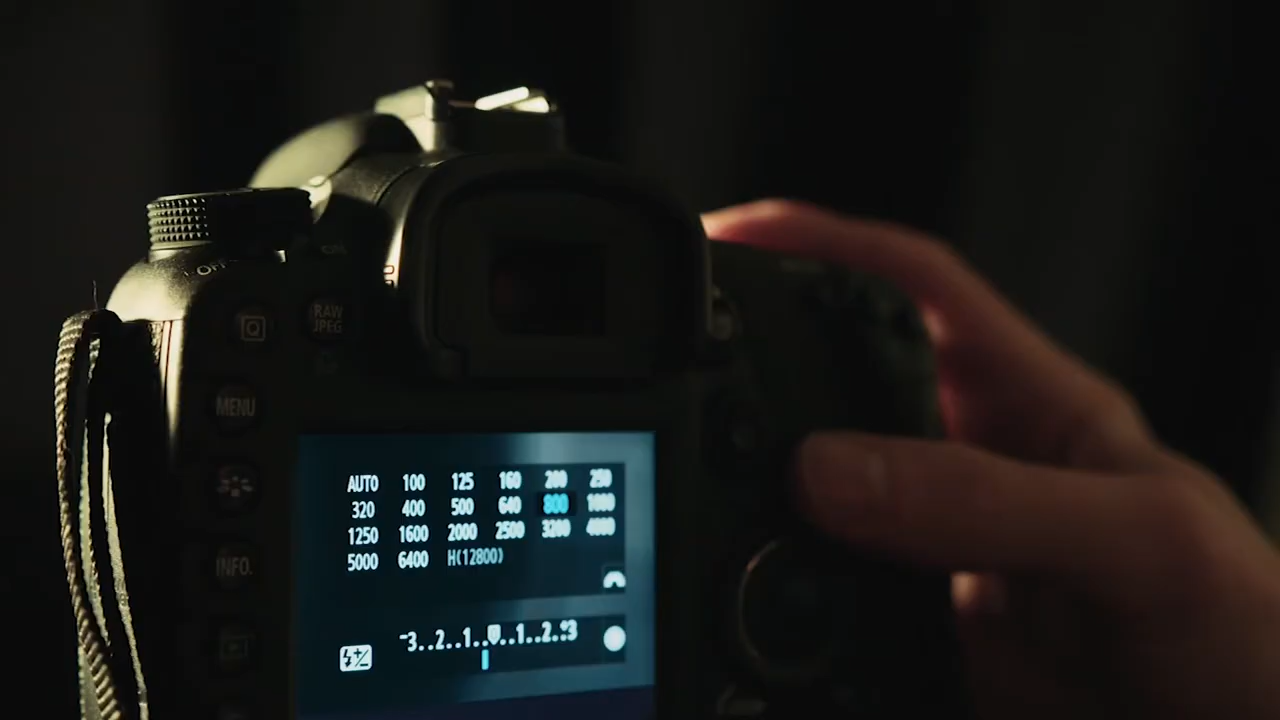 OFF
RAW
JPEG
Q
MENU
INFO.
AUTO 100 125 160 200 250
320 400 500 640 800 1000
1250 1600 2000 2500 3200 4000
5000 6400 H(12800)
-3..2..1..0..1..2.:3